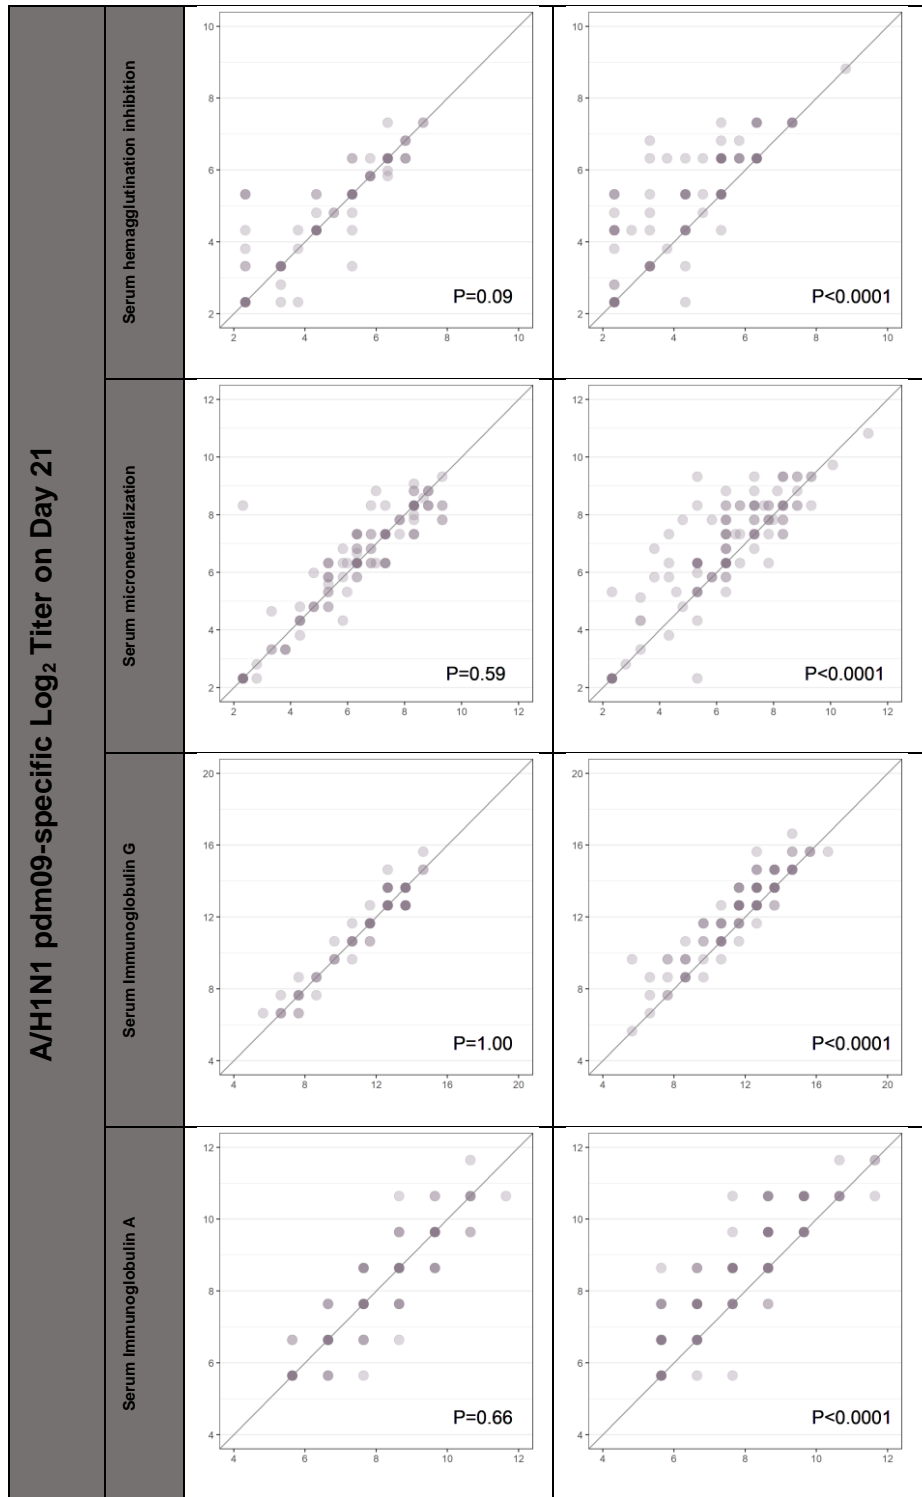 A/H1N1 pdm09-specific Log2 Titer on Day 21
Serum hemagglutination inhibition
10
8
6
4
2
P=0.09
2 4 6 8 10
10
8
6
4
2
P<0.0001
2 4 6 8 10
Serum microneutralization
12
10
8
6
4
2
P=0.59
2 4 6 8 10 12
12
10
8
6
4
2
P<0.0001
2 4 6 8 10 12
Serum Immunoglobulin G
20
16
12
8
4
P=1.00
4 8 12 16 20
20
16
12
8
4
P<0.0001
4 8 12 16 20
Serum Immunoglobulin A
12
10
8
6
4
P=0.66
4 6 8 10 12
12
10
8
6
4
P<0.0001
4 6 8 10 12